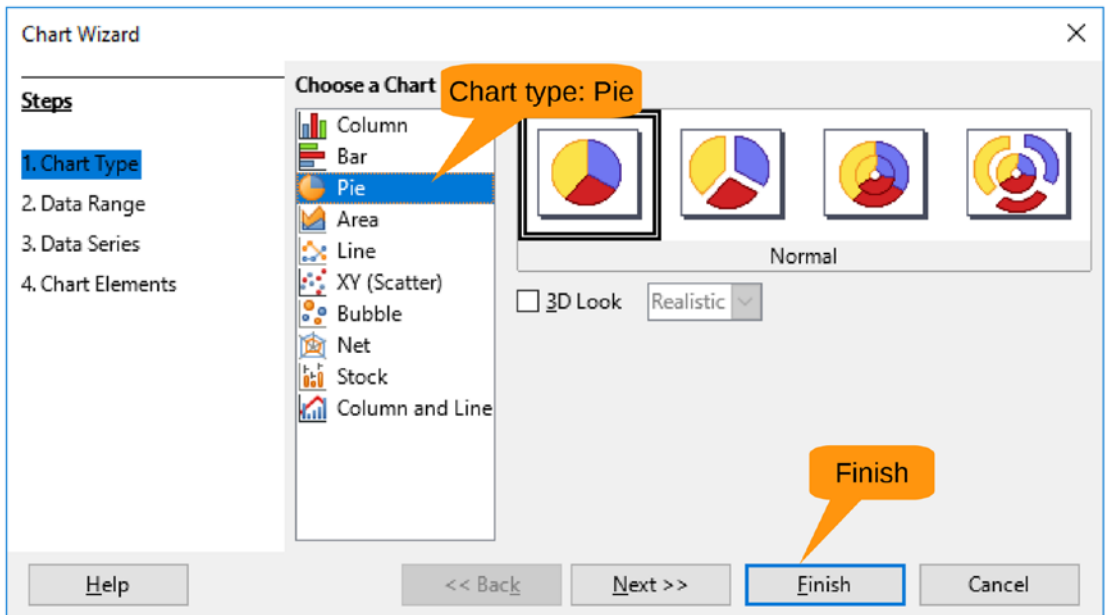 Chart Wizard
Steps
1. Chart Type
2. Data Range
3. Data Series
4. Chart Elements
Choose a Chart
Chart type: Pie
Column
Bar
Pie
Area
Line
XY (Scatter)
Bubble
Net
Stock
Column and Line
Normal
3D Look
Realistic
Finish
Help
<< Back
Next >>
Finish
Cancel